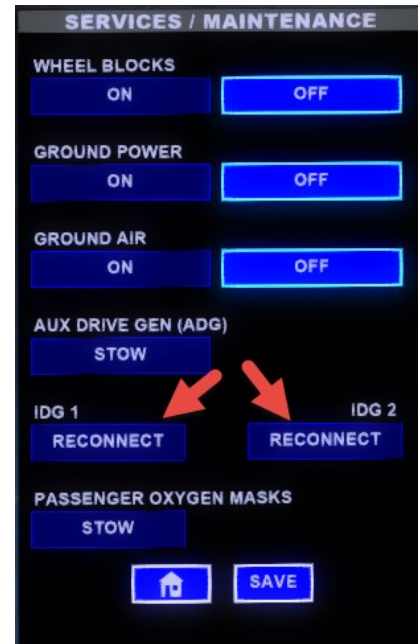 SERVICES / MAINTENANCE
WHEEL BLOCKS
ON OFF
GROUND POWER
ON OFF
GROUND AIR
ON OFF
AUX DRIVE GEN (ADG)
STOW
IDG 1 IDG 2
RECONNECT RECONNECT
PASSENGER OXYGEN MASKS
STOW
SAVE